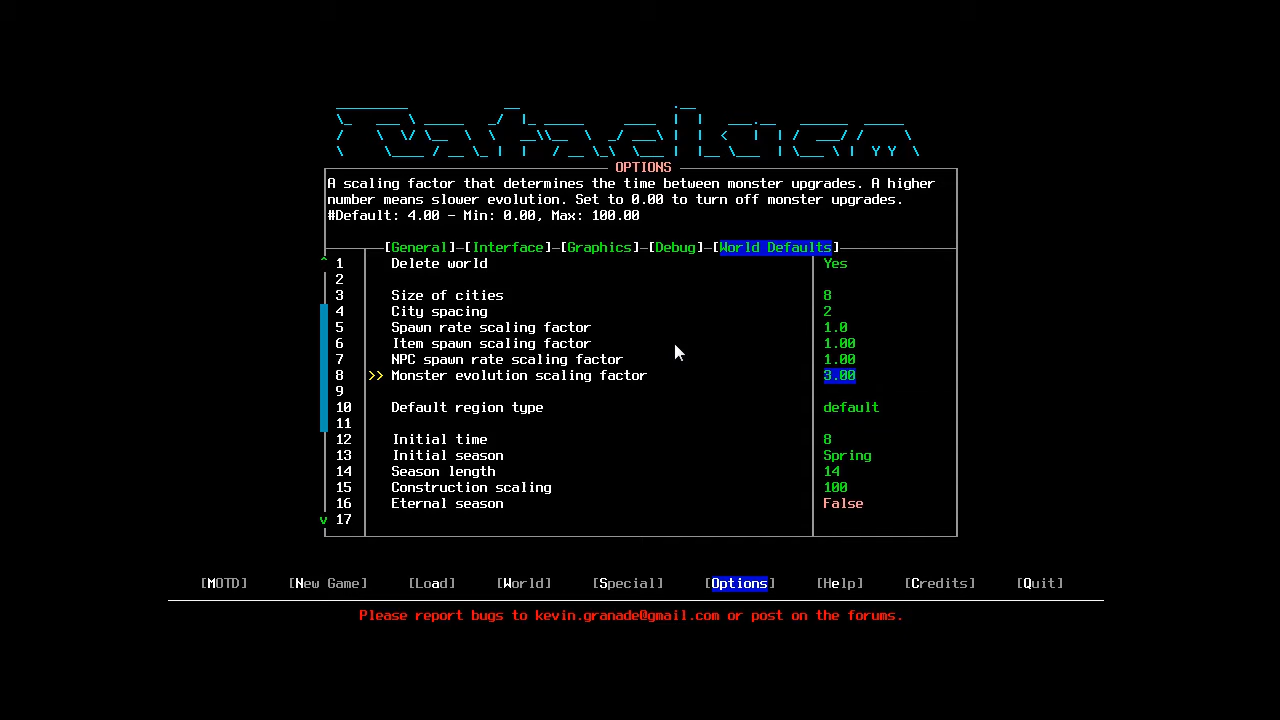 Cataclysm
OPTIONS
A scaling factor that determines the time between monster upgrades. A higher
number means slower evolution. Set to 0.00 to turn off monster upgrades.
#Default: 4.00 - Min: 0.00, Max: 100.00
[General]-[Interface]-[Graphics]-[Debug]-[World Defaults]
^ 1 Delete world Yes
2
3 Size of cities 8
4 City spacing 2
5 Spawn rate scaling factor 1.0
6 Item spawn scaling factor 1.00
7 NPC spawn rate scaling factor 1.00
8 >> Monster evolution scaling factor 3.00
9
10 Default region type default
11
12 Initial time 8
13 Initial season Spring
14 Season length 14
15 Construction scaling 100
16 Eternal season False
v 17
[MOTD] [New Game] [Load] [World] [Special] [Options] [Help] [Credits] [Quit]
Please report bugs to kevin.granade@gmail.com or post on the forums.